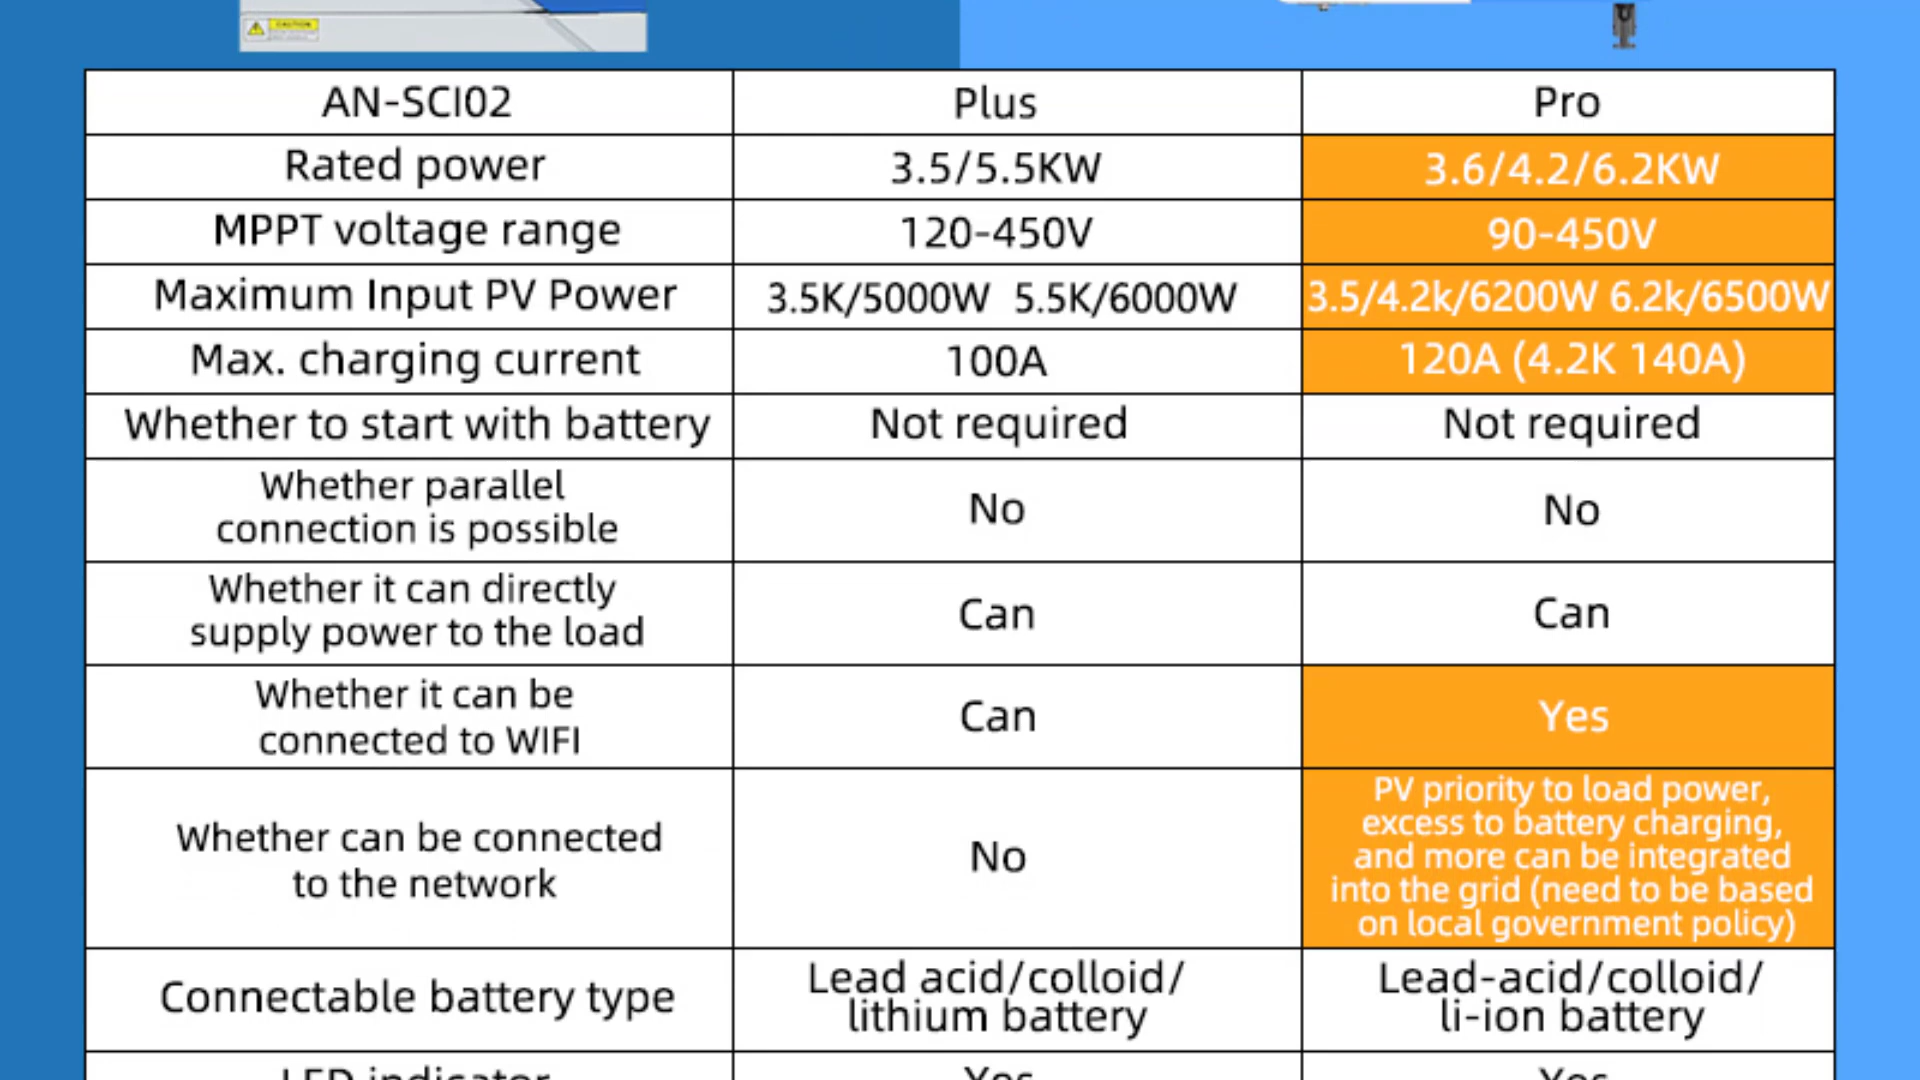 CAUTION
AN-SCI02 Plus Pro
Rated power 3.5/5.5KW 3.6/4.2/6.2KW
MPPT voltage range 120-450V 90-450V
Maximum Input PV Power 3.5K/5000W 5.5K/6000W 3.5/4.2k/6200W 6.2k/6500W
Max. charging current 100A 120A (4.2K 140A)
Whether to start with battery Not required Not required
Whether parallel
connection is possible
No
No
Whether it can directly
supply power to the load
Can
Can
Whether it can be
connected to WIFI
Can
Yes
Whether can be connected
to the network
No
PV priority to load power,
excess to battery charging,
and more can be integrated
into the grid (need to be based
on local government policy)
Connectable battery type
Lead acid/colloid/
lithium battery
Lead-acid/colloid/
li-ion battery
LED indicator Yes Yes